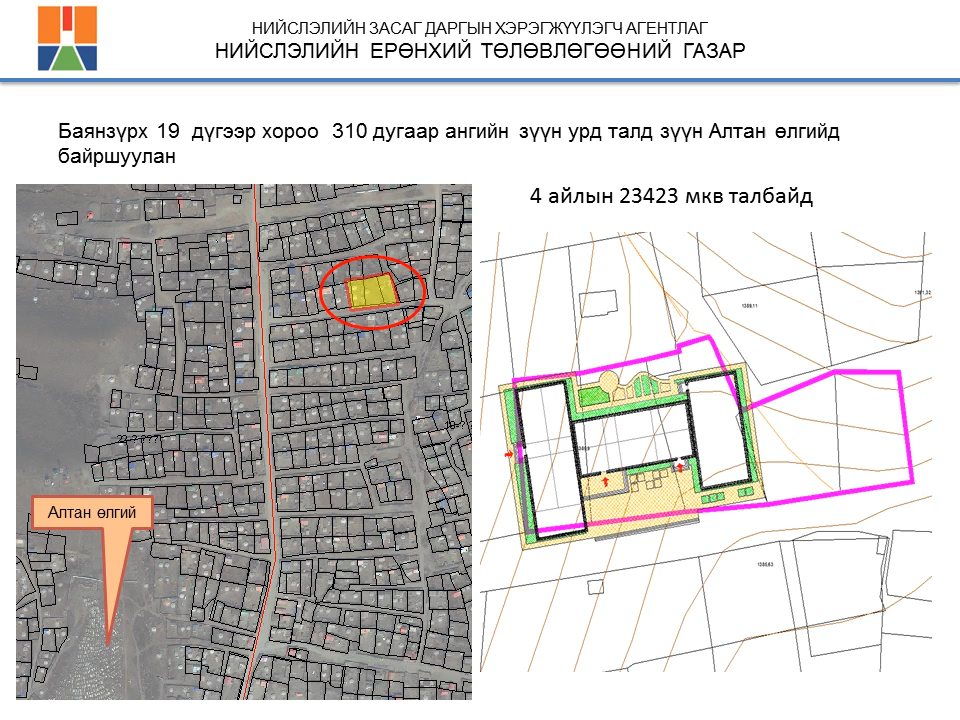 НИЙСЛЭЛИЙН ЗАСАГ ДАРГЫН ХЭРЭГЖҮҮЛЭГЧ АГЕНТЛАГ
НИЙСЛЭЛИЙН ЕРӨНХИЙ ТӨЛӨВЛӨГӨӨНИЙ ГАЗАР
Баянзүрх 19 дүгээр хороо 310 дугаар ангийн зүүн урд талд зүүн Алтан өлгийд
байршуулан
4 айлын 23423 мкв талбайд
Алтан өлгий